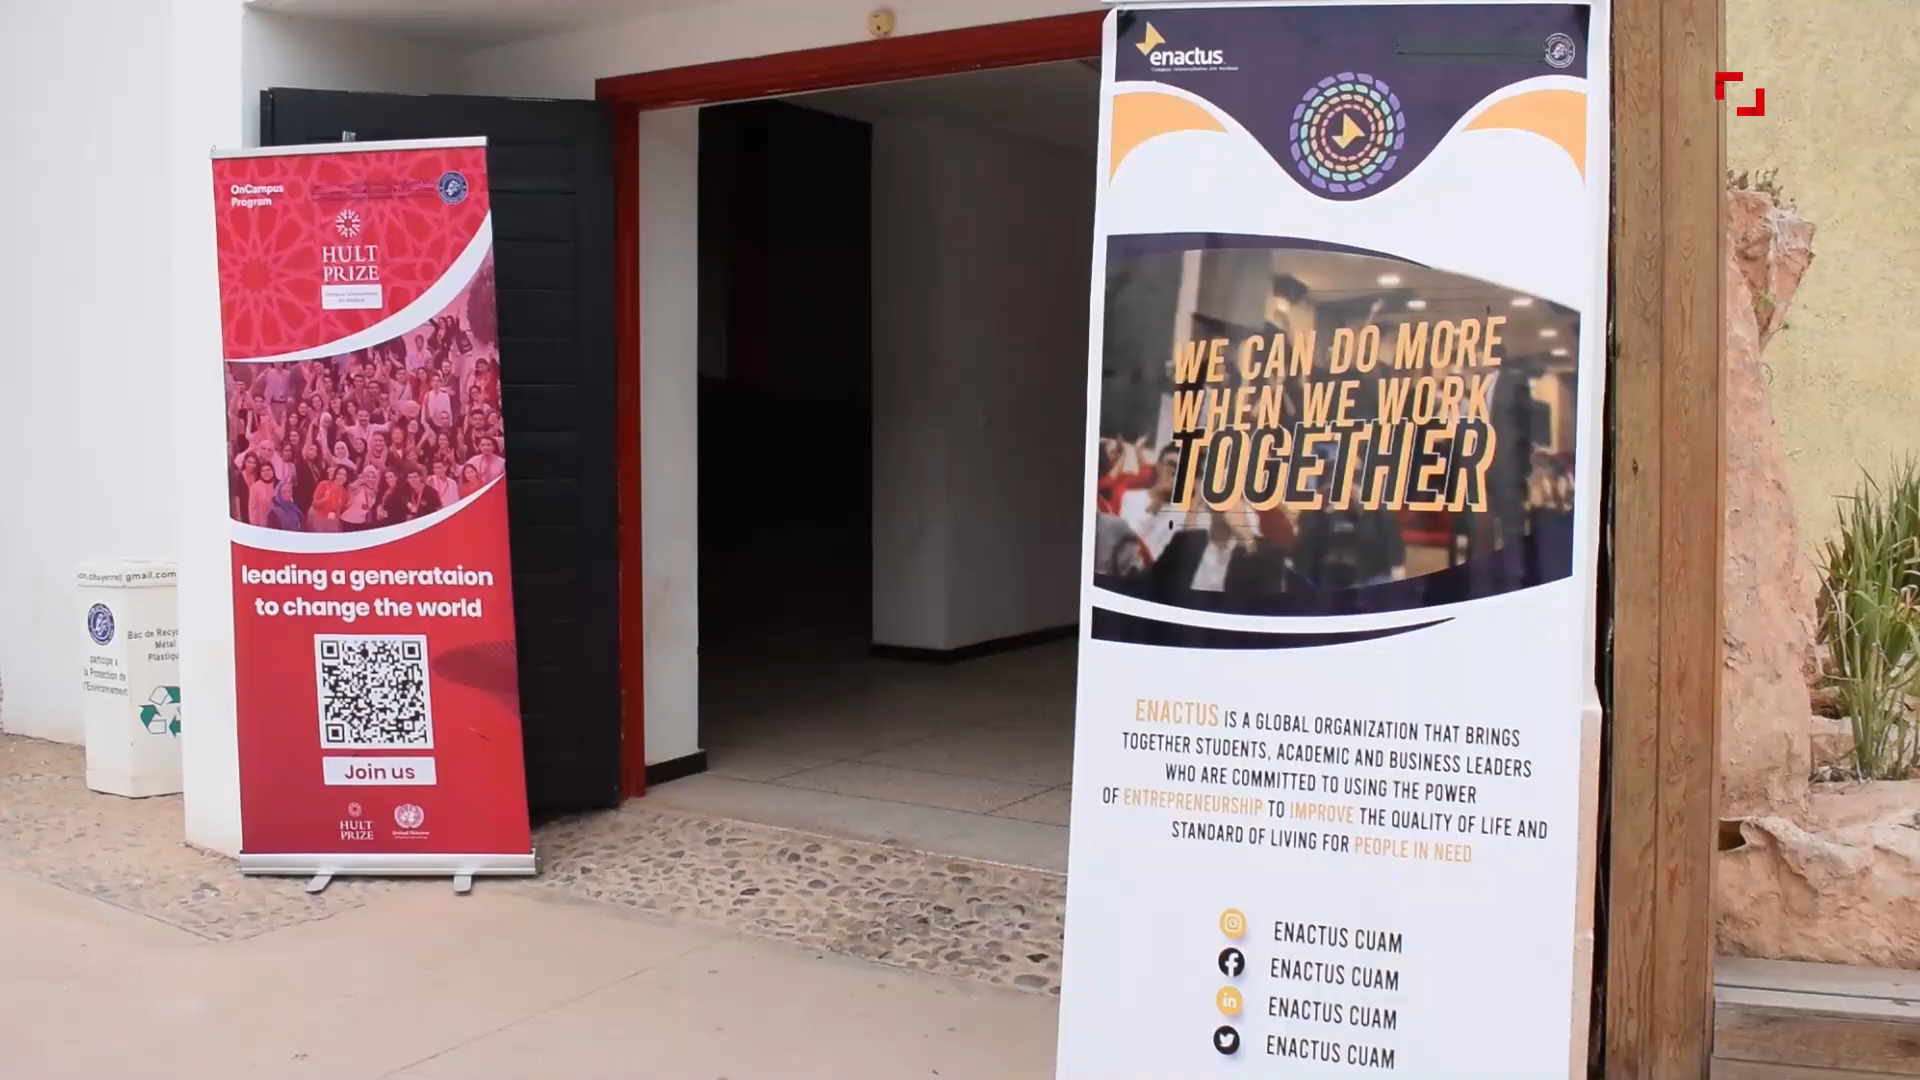 OnCampus
Program
HULT
PRIZE
leading a generataion
to change the world
Join us
HULT
PRIZE
United Nations
gmail.com
Bac de Recyc
Métal
Plastiqu
participe a
la Protection de
l'Environnement
enactus
WE CAN DO MORE
WHEN WE WORK
TOGETHER
ENACTUS IS A GLOBAL ORGANIZATION THAT BRINGS
TOGETHER STUDENTS, ACADEMIC AND BUSINESS LEADERS
WHO ARE COMMITTED TO USING THE POWER
OF ENTREPRENEURSHIP TO IMPROVE THE QUALITY OF LIFE AND
STANDARD OF LIVING FOR PEOPLE IN NEED
ENACTUS CUAM
ENACTUS CUAM
ENACTUS CUAM
ENACTUS CUAM